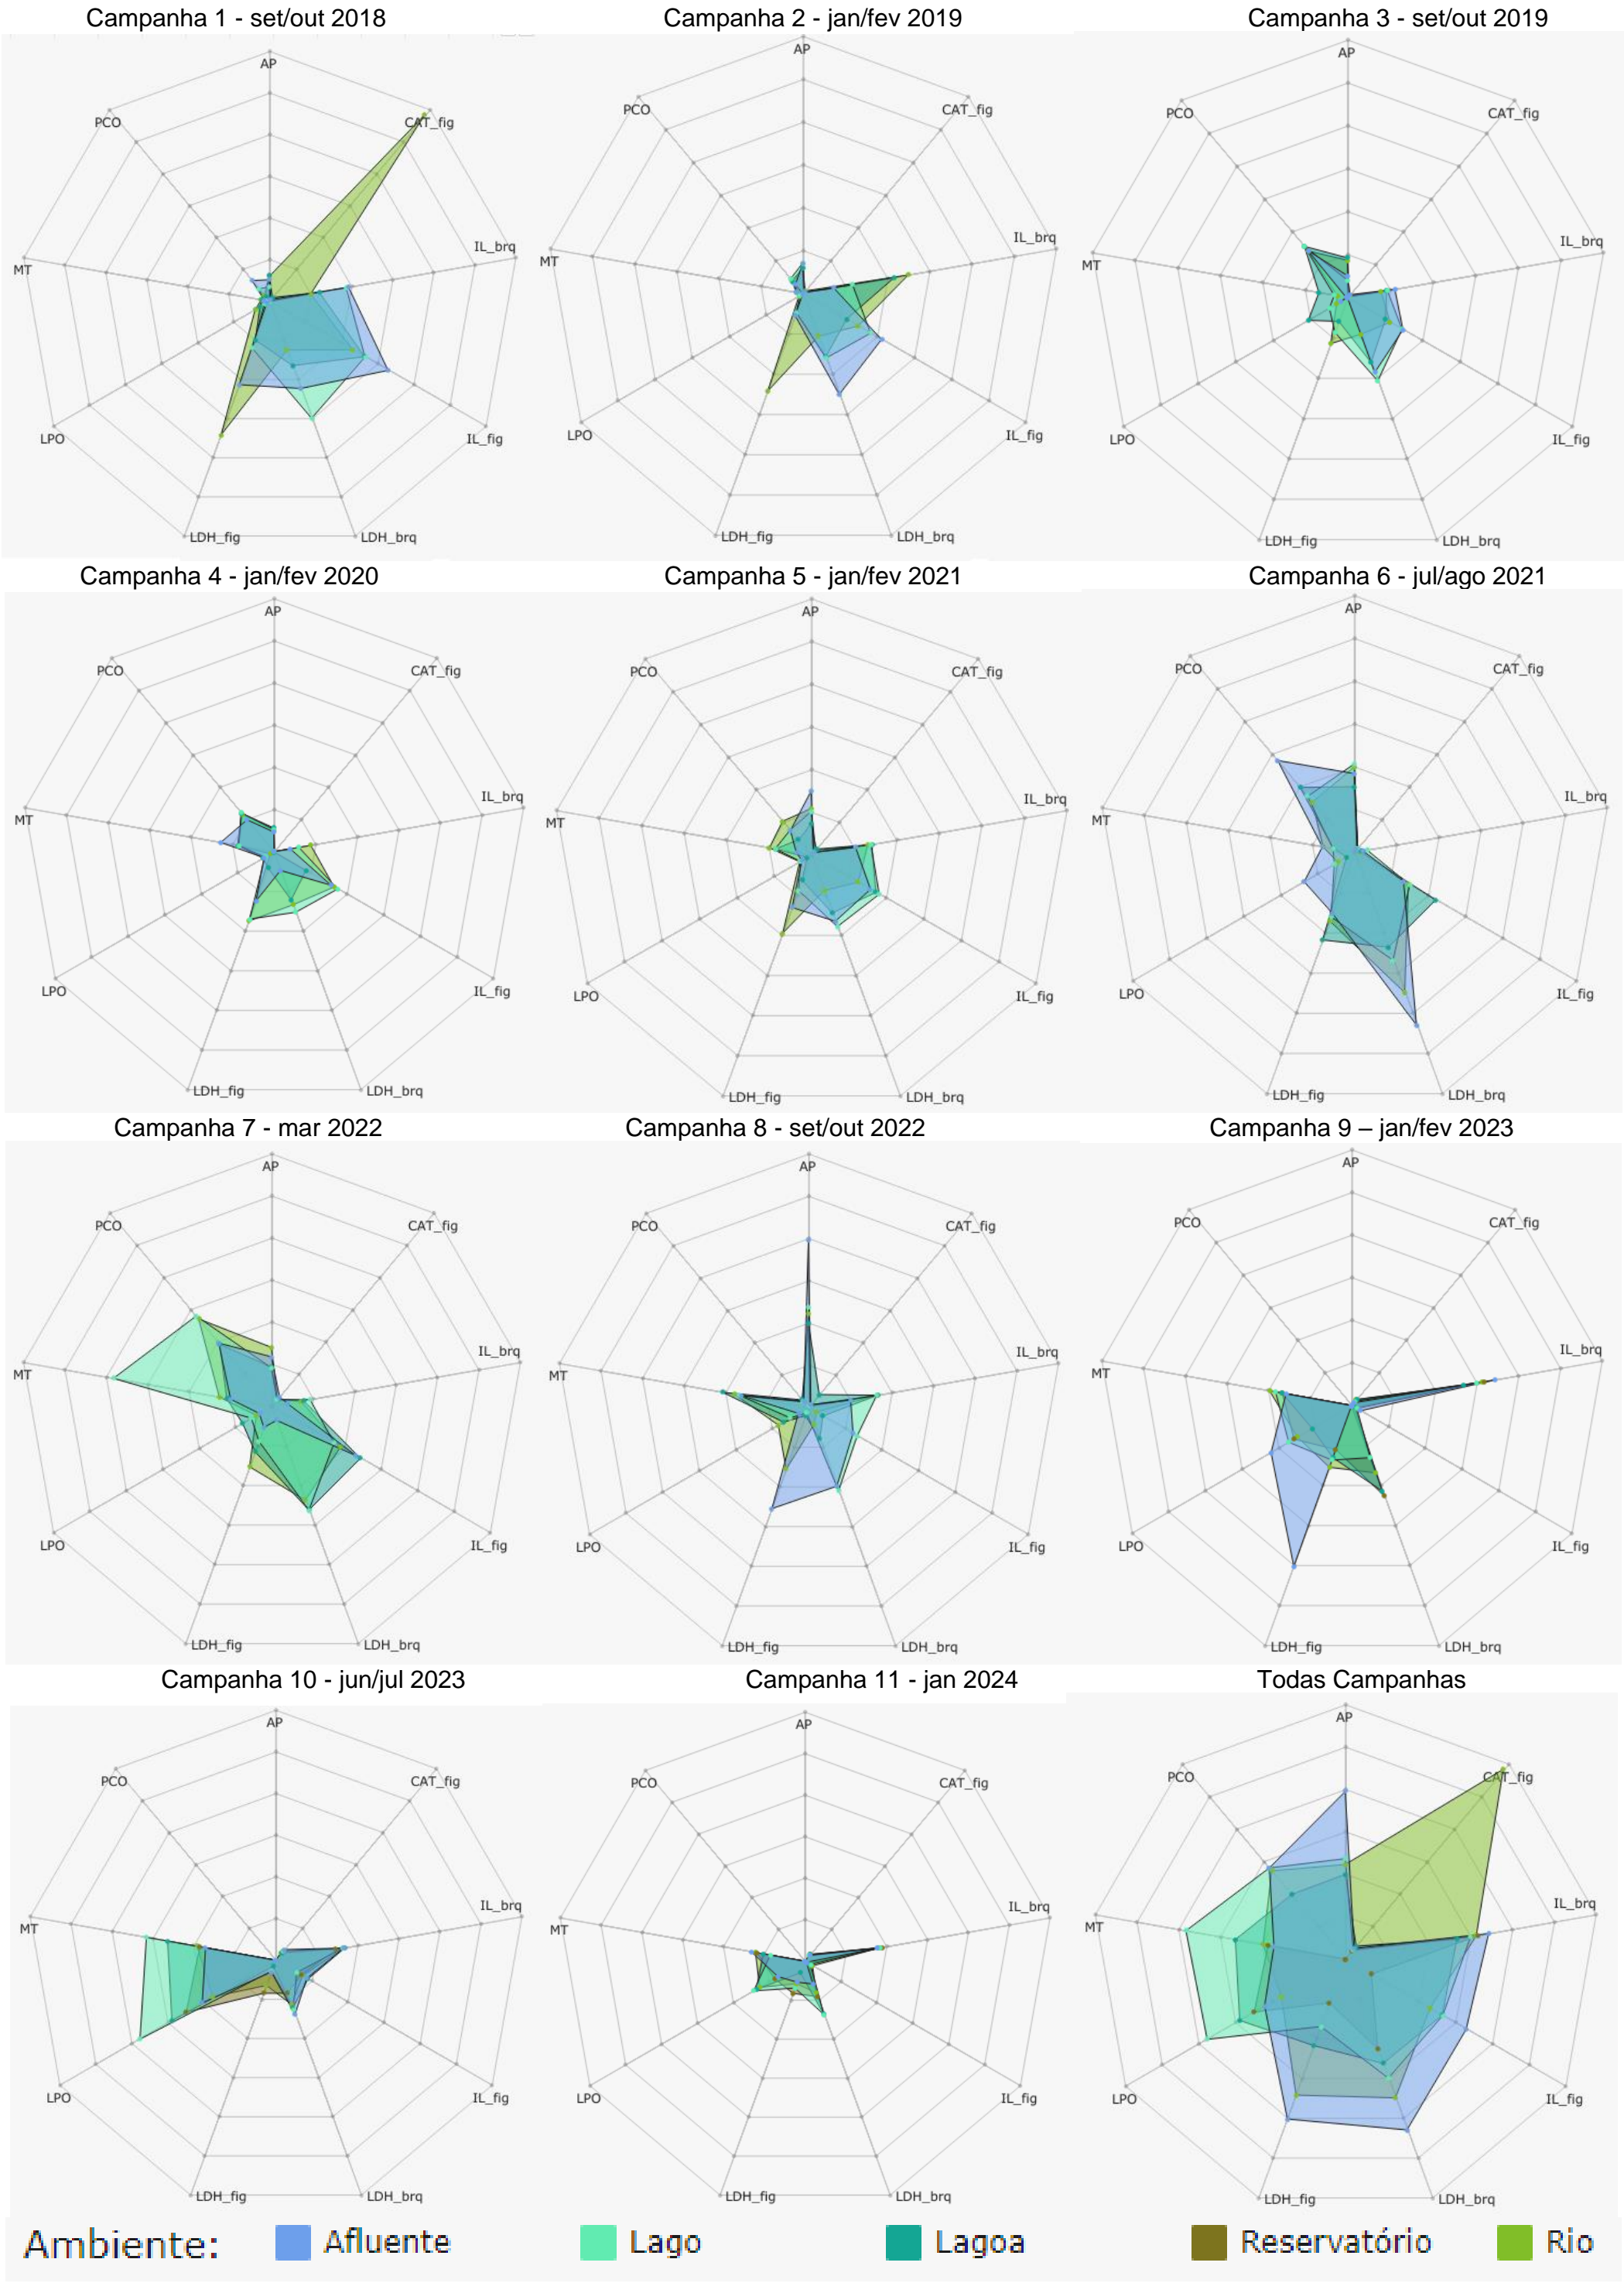 Campanha 1 - set/out 2018
Campanha 2 - jan/fev 2019
Campanha 3 - set/out 2019
AP
CAT_fig
IL_brq
IL_fig
LDH_brq
LDH_fig
LPO
MT
PCO
AP
CAT_fig
IL_brq
IL_fig
LDH_brq
LDH_fig
LPO
MT
PCO
AP
CAT_fig
IL_brq
IL_fig
LDH_brq
LDH_fig
LPO
MT
PCO
Campanha 4 - jan/fev 2020
Campanha 5 - jan/fev 2021
Campanha 6 - jul/ago 2021
AP
CAT_fig
IL_brq
IL_fig
LDH_brq
LDH_fig
LPO
MT
PCO
AP
CAT_fig
IL_brq
IL_fig
LDH_brq
LDH_fig
LPO
MT
PCO
AP
CAT_fig
IL_brq
IL_fig
LDH_brq
LDH_fig
LPO
MT
PCO
Campanha 7 - mar 2022
Campanha 8 - set/out 2022
Campanha 9 – jan/fev 2023
AP
CAT_fig
IL_brq
IL_fig
LDH_brq
LDH_fig
LPO
MT
PCO
AP
CAT_fig
IL_brq
IL_fig
LDH_brq
LDH_fig
LPO
MT
PCO
AP
CAT_fig
IL_brq
IL_fig
LDH_brq
LDH_fig
LPO
MT
PCO
Campanha 10 - jun/jul 2023
Campanha 11 - jan 2024
Todas Campanhas
AP
CAT_fig
IL_brq
IL_fig
LDH_brq
LDH_fig
LPO
MT
PCO
AP
CAT_fig
IL_brq
IL_fig
LDH_brq
LDH_fig
LPO
MT
PCO
AP
CAT_fig
IL_brq
IL_fig
LDH_brq
LDH_fig
LPO
MT
PCO
Ambiente: Afluente Lago Lagoa Reservatório Rio